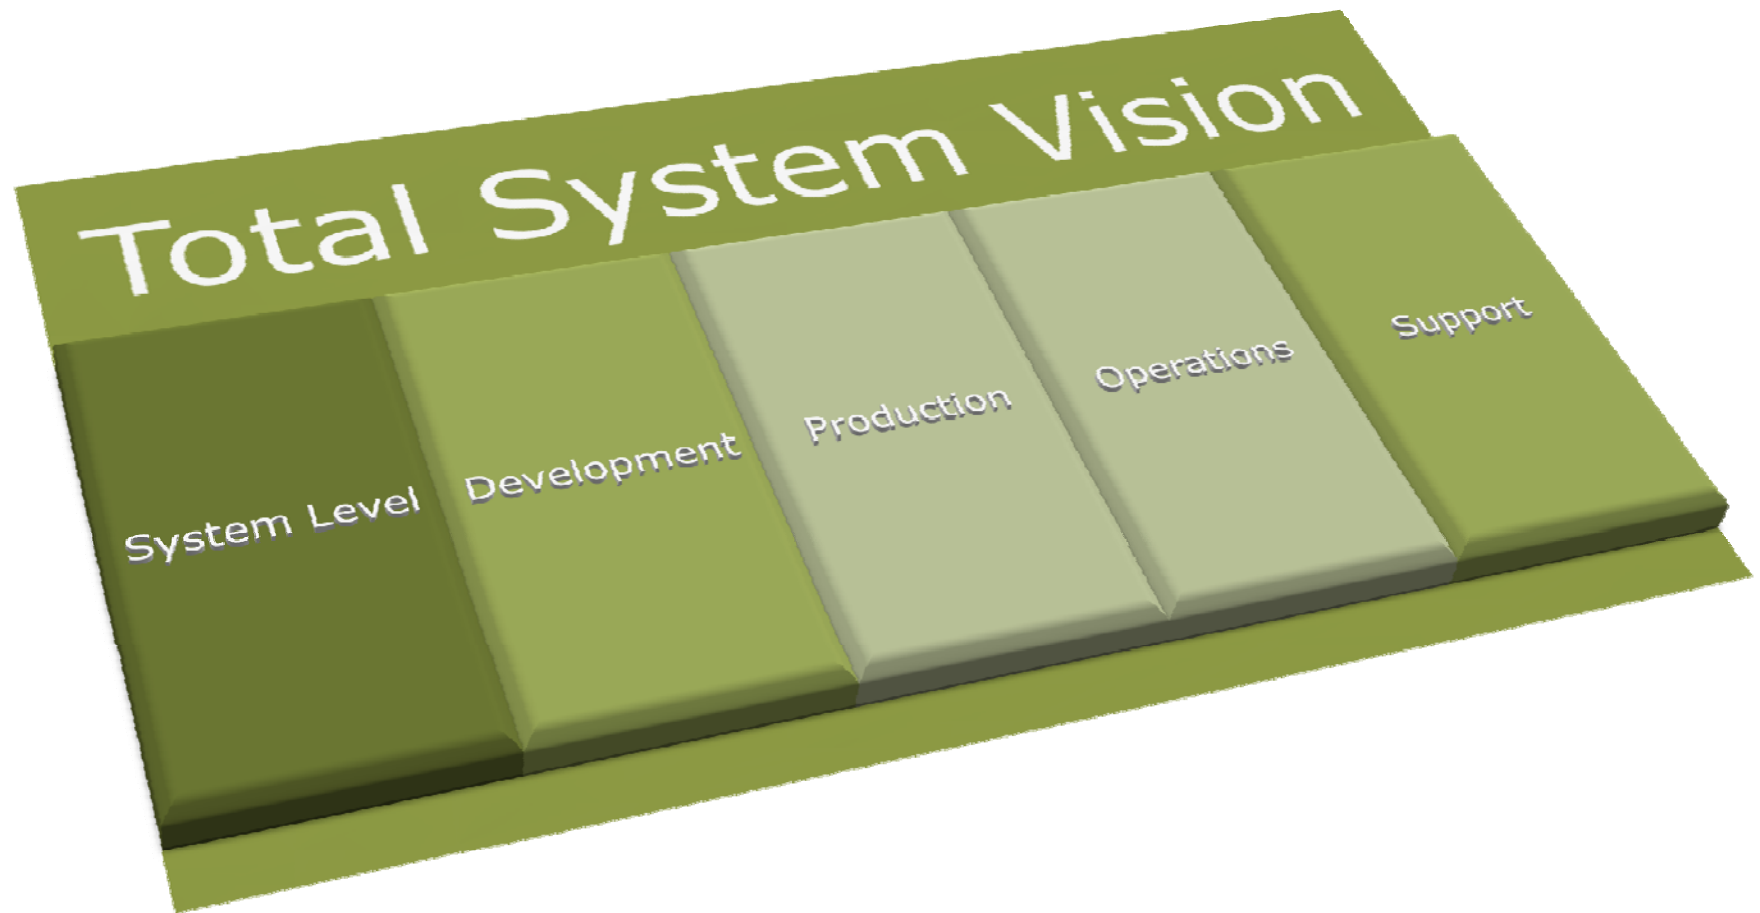 Total System Vision
System Level
Development
Production
Operations
Support